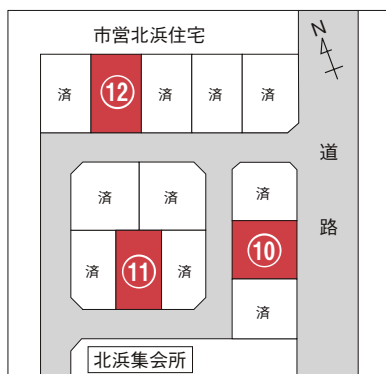 市営北浜住宅
N
済 ⑫ 済 済 済
道路
済 済 済
済 ⑪ 済 ⑩
済
北浜集会所